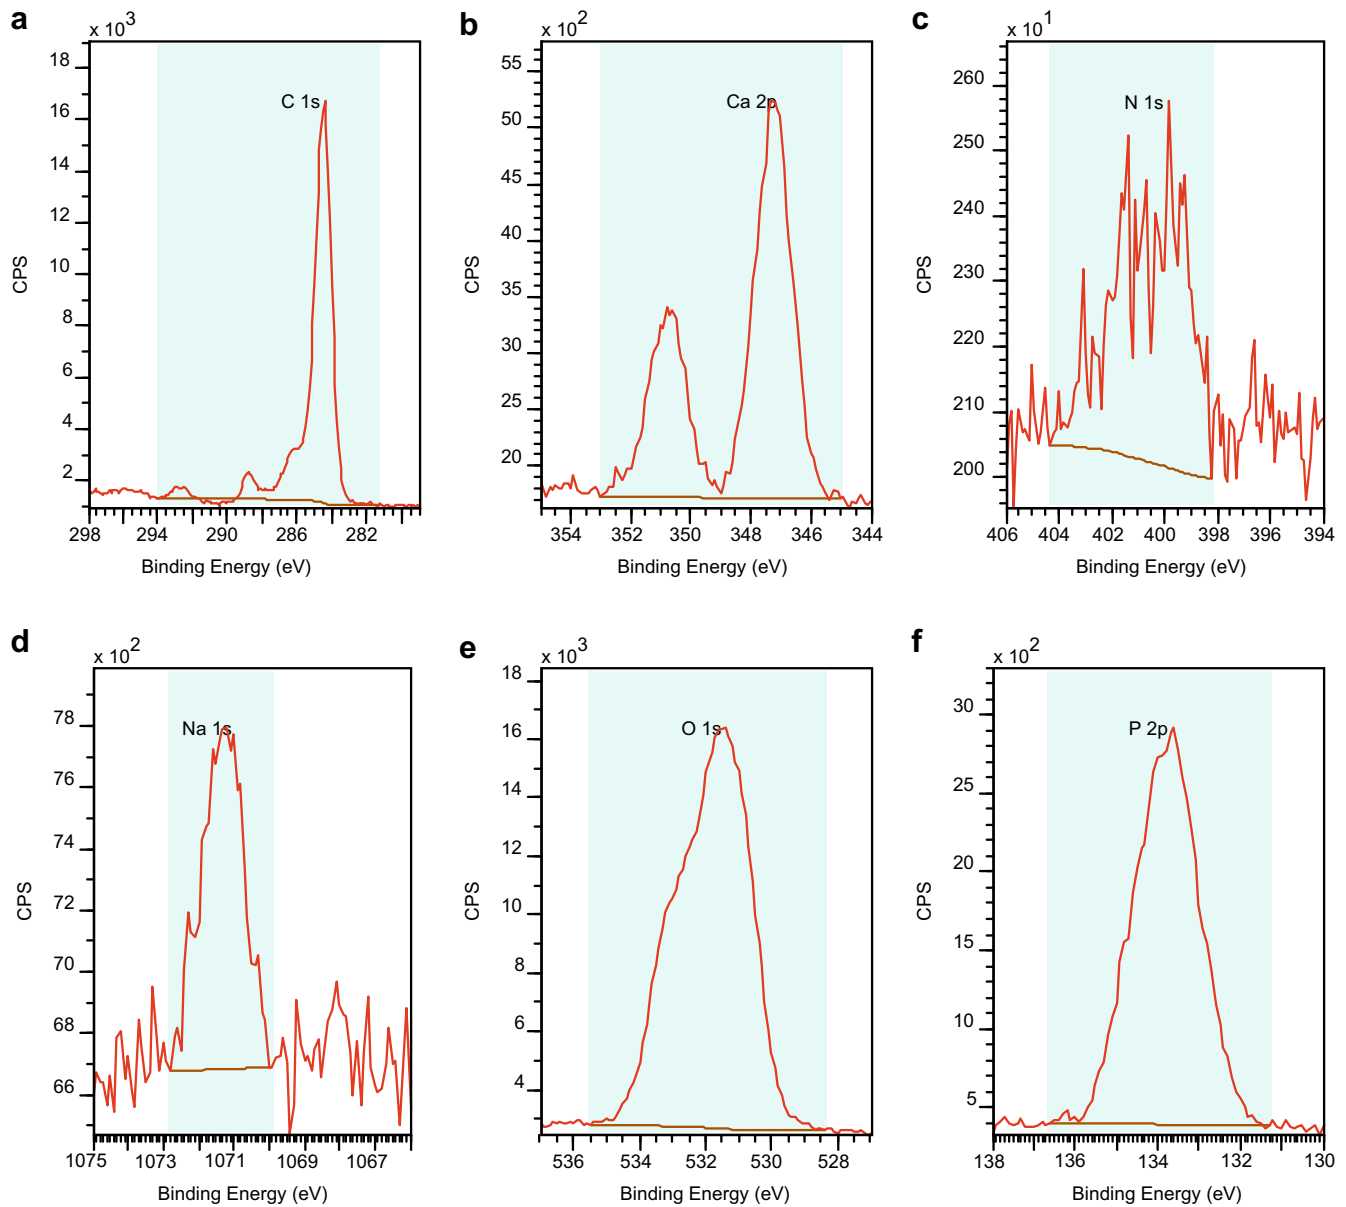 a
x 10³
C 1s
18
16
14
12
10
8
6
4
2
CPS
298 294 290 286 282
Binding Energy (eV)
b
x 10²
Ca 2p
55
50
45
40
35
30
25
20
354 352 350 348 347 344
Binding Energy (eV)
c
x 10¹
N 1s
260
250
240
230
220
210
200
CPS
406 404 402 400 398 396 394
Binding Energy (eV)
d
x 10²
Na 1s
78
76
74
72
70
68
66
CPS
1075 1073 1071 1069 1067
Binding Energy (eV)
e
x 10³
O 1s
18
16
14
12
10
8
6
4
CPS
536 534 532 530 528
Binding Energy (eV)
f
x 10²
P 2p
30
25
20
15
10
5
CPS
138 136 134 132 130
Binding Energy (eV)